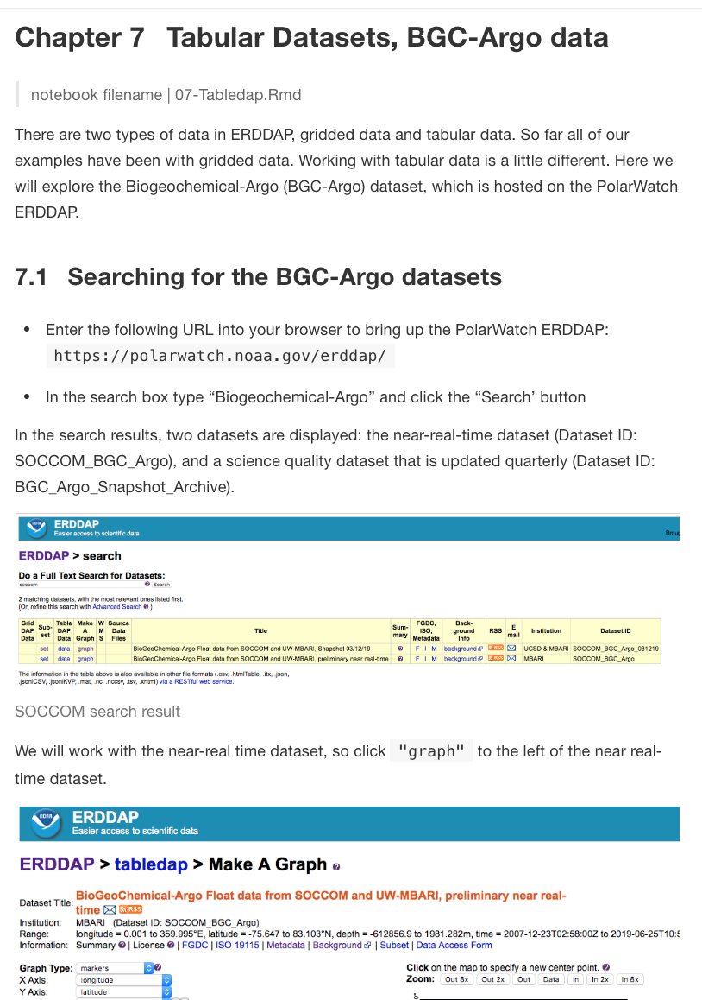 Chapter 7 Tabular Datasets, BGC-Argo data
notebook filename | 07-Tabledap.Rmd
There are two types of data in ERDDAP, gridded data and tabular data. So far all of our
examples have been with gridded data. Working with tabular data is a little different. Here we
will explore the Biogeochemical-Argo (BGC-Argo) dataset, which is hosted on the PolarWatch
ERDDAP.
7.1 Searching for the BGC-Argo datasets
• Enter the following URL into your browser to bring up the PolarWatch ERDDAP:
https://polarwatch.noaa.gov/erddap/
• In the search box type “Biogeochemical-Argo” and click the “Search’ button
In the search results, two datasets are displayed: the near-real-time dataset (Dataset ID:
SOCCOM_BGC_Argo), and a science quality dataset that is updated quarterly (Dataset ID:
BGC_Argo_Snapshot_Archive).
ERDDAP
Easier access to scientific data
Broug
ERDDAP > search
Do a Full Text Search for Datasets:
soccom Search
2 matching datasets, with the most relevant ones listed first.
(Or, refine this search with Advanced Search )
Grid DAP Data Sub-set Table DAP Data Make A Graph W M S Source Data Files Title Sum-mary FGDC, ISO, Metadata Back-ground Info RSS E mail Institution Dataset ID
set data graph BioGeoChemical-Argo Float data from SOCCOM and UW-MBARI, Snapshot 03/12/19 F I M background RSS UCSD & MBARI SOCCOM_BGC_Argo_031219
set data graph BioGeoChemical-Argo Float data from SOCCOM and UW-MBARI, preliminary near real-time F I M background RSS MBARI SOCCOM_BGC_Argo
The information in the table above is also available in other file formats (.csv, .htmlTable, .itx, .json,
.jsonlCSV, .jsonlKVP, .mat, .nc, .nccsv, .tsv, .xhtml) via a RESTful web service.
SOCCOM search result
We will work with the near-real time dataset, so click "graph" to the left of the near real-
time dataset.
NOAA
ERDDAP
Easier access to scientific data
ERDDAP > tabledap > Make A Graph
Dataset Title: BioGeoChemical-Argo Float data from SOCCOM and UW-MBARI, preliminary near real-
time RSS
Institution: MBARI (Dataset ID: SOCCOM_BGC_Argo)
Range: longitude = 0.001 to 359.995°E, latitude = -75.647 to 83.103°N, depth = -612856.9 to 1981.282m, time = 2007-12-23T02:58:00Z to 2019-06-25T10:5
Information: Summary | License | FGDC | ISO 19115 | Metadata | Background | Subset | Data Access Form
Graph Type: markers
X Axis: longitude
Y Axis: latitude
Click on the map to specify a new center point.
Zoom: Out 8x Out 2x Out Data In In 2x In 8x